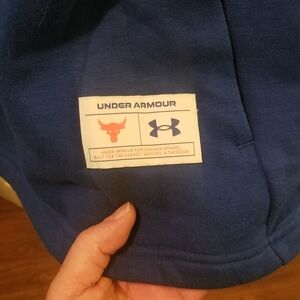 UNDER ARMOUR
UNDER ARMOUR PERFORMANCE APPAREL
BUILT FOR THE HARDEST WORKERS IN THE ROOM